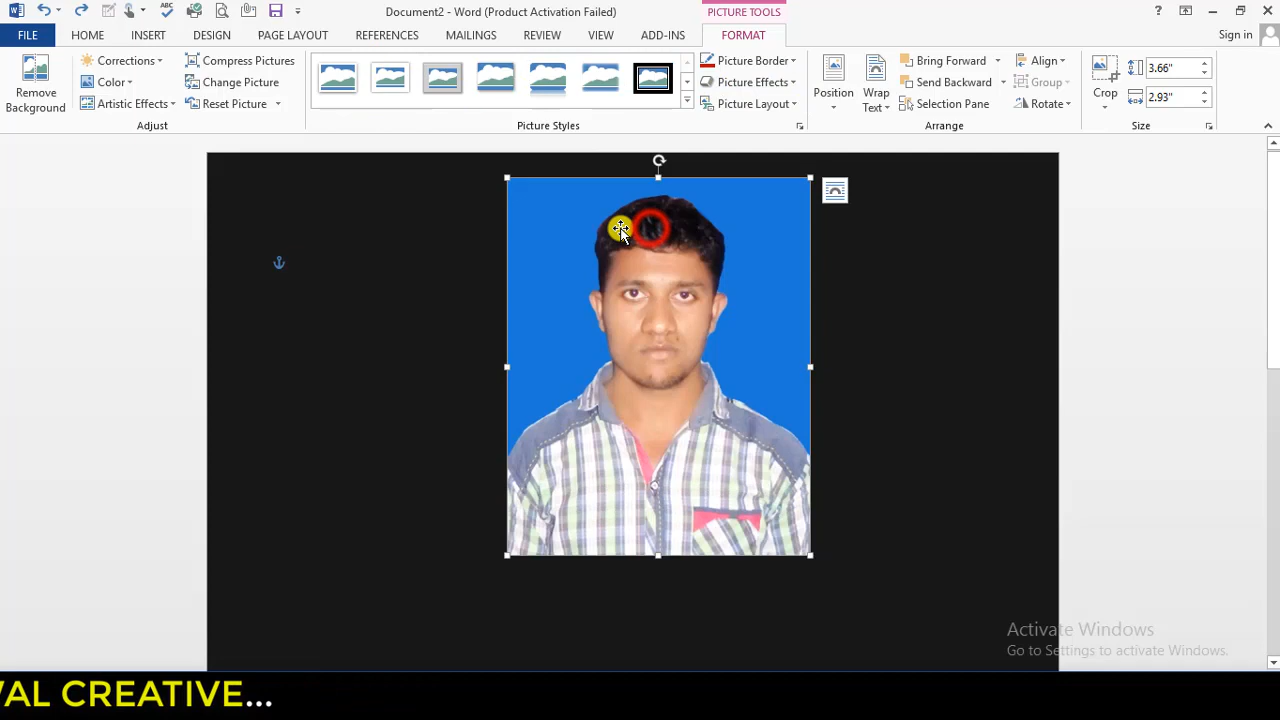 Document2 - Word (Product Activation Failed)
PICTURE TOOLS
?
FILE
HOME
INSERT
DESIGN
PAGE LAYOUT
REFERENCES
MAILINGS
REVIEW
VIEW
ADD-INS
FORMAT
Sign in
Remove Background
Corrections
Color
Artistic Effects
Compress Pictures
Change Picture
Reset Picture
Adjust
Picture Styles
Picture Border
Picture Effects
Picture Layout
Position
Wrap Text
Bring Forward
Send Backward
Selection Pane
Align
Group
Rotate
Arrange
Crop
3.66"
2.93"
Size
Activate Windows
Go to Settings to activate Windows.
VAL CREATIVE...